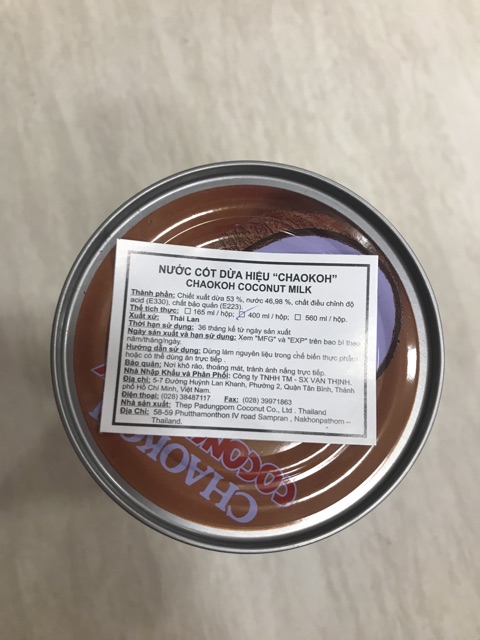 NƯỚC CỐT DỪA HIỆU “CHAOKOH”
CHAOKOH COCONUT MILK
Thành phần: Chiết xuất dừa 53 %, nước 46,98 %, chất điều chỉnh độ
acid (E330), chất bảo quản (E223).
Thể tích thực: ☐ 165 ml / hộp, ☑ 400 ml / hộp, ☐ 560 ml / hộp.
Xuất xứ: Thái Lan
Thời hạn sử dụng: 36 tháng kể từ ngày sản xuất
Ngày sản xuất và hạn sử dụng: Xem "MFG" và "EXP" trên bao bì theo
năm/tháng/ngày.
Hướng dẫn sử dụng: Dùng làm nguyên liệu trong chế biến thực phẩm
hoặc có thể dùng ăn trực tiếp .
Bảo quản: Nơi khô ráo, thoáng mát, tránh ánh nắng trực tiếp.
Nhà Nhập Khẩu và Phân Phối: Công ty TNHH TM - SX VẠN THỊNH.
Địa chỉ: 5-7 Đường Huỳnh Lan Khanh, Phường 2, Quận Tân Bình, Thành
phố Hồ Chí Minh, Việt Nam.
Điện thoại: (028) 38487117 Fax: (028) 39971863
Nhà sản xuất: Thep Padungporn Coconut Co., Ltd . Thailand
Địa Chỉ: 58-59 Phutthamonthon IV road Sampran , Nakhonpathom --
Thailand.
CHAOKOH
COCONUT